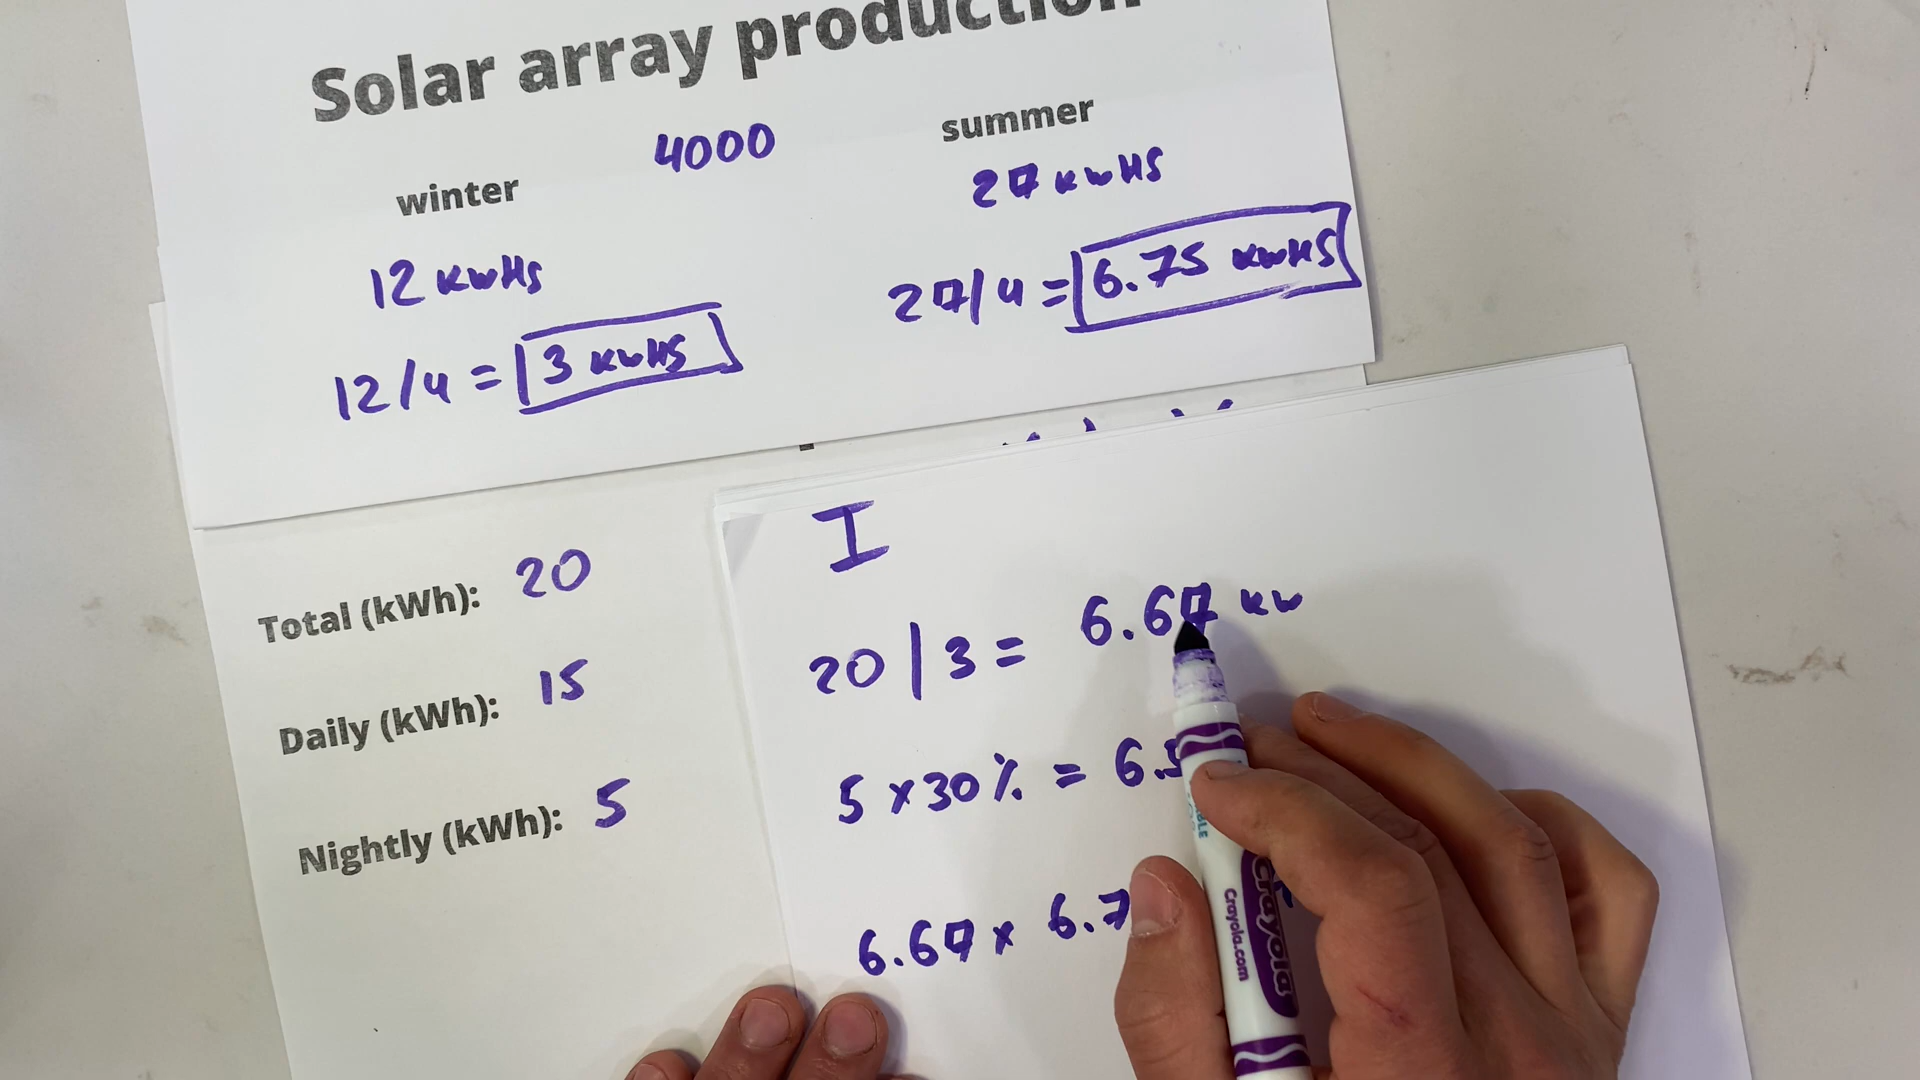 Solar array production
4000
winter
summer
12 KWHS
27 KWHS
12/4 = 3 KWHS
27/4 = 6.75 KWHS
Total (kWh): 20
Daily (kWh): 15
Nightly (kWh): 5
I
20/3 = 6.67 KW
5 x 30% = 6.5
6.67 x 6.7
Crayola
Crayola.com